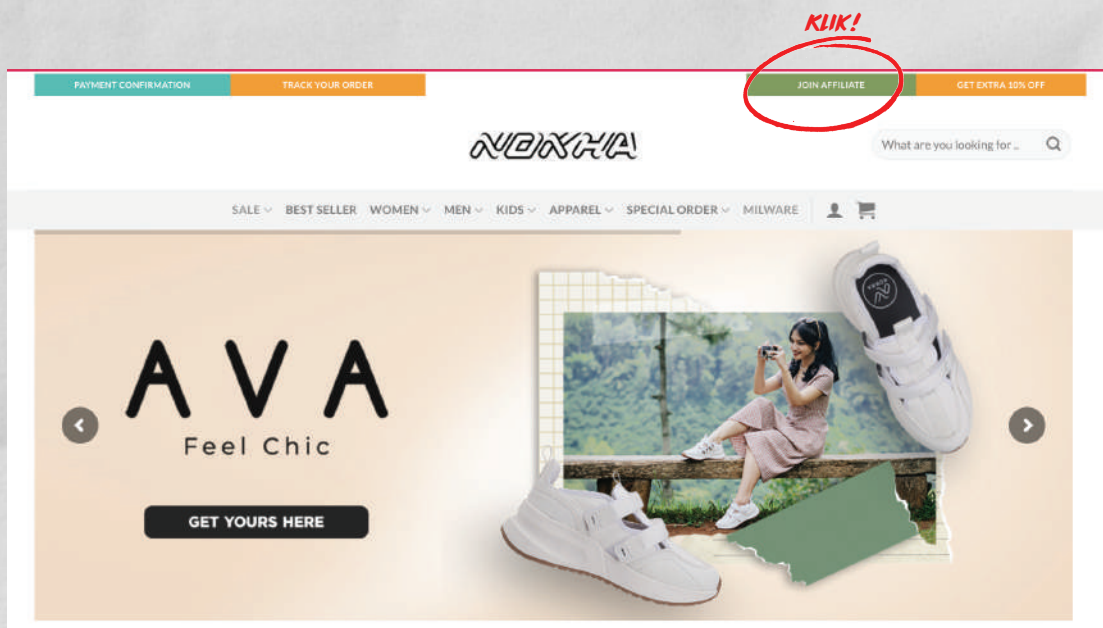 KLIK!
PAYMENT CONFIRMATION
TRACK YOUR ORDER
JOIN AFFILIATE
GET EXTRA 10% OFF
NOKHA
What are you looking for ..
SALE
BEST SELLER
WOMEN
MEN
KIDS
APPAREL
SPECIAL ORDER
MILWARE
AVA
Feel Chic
GET YOURS HERE